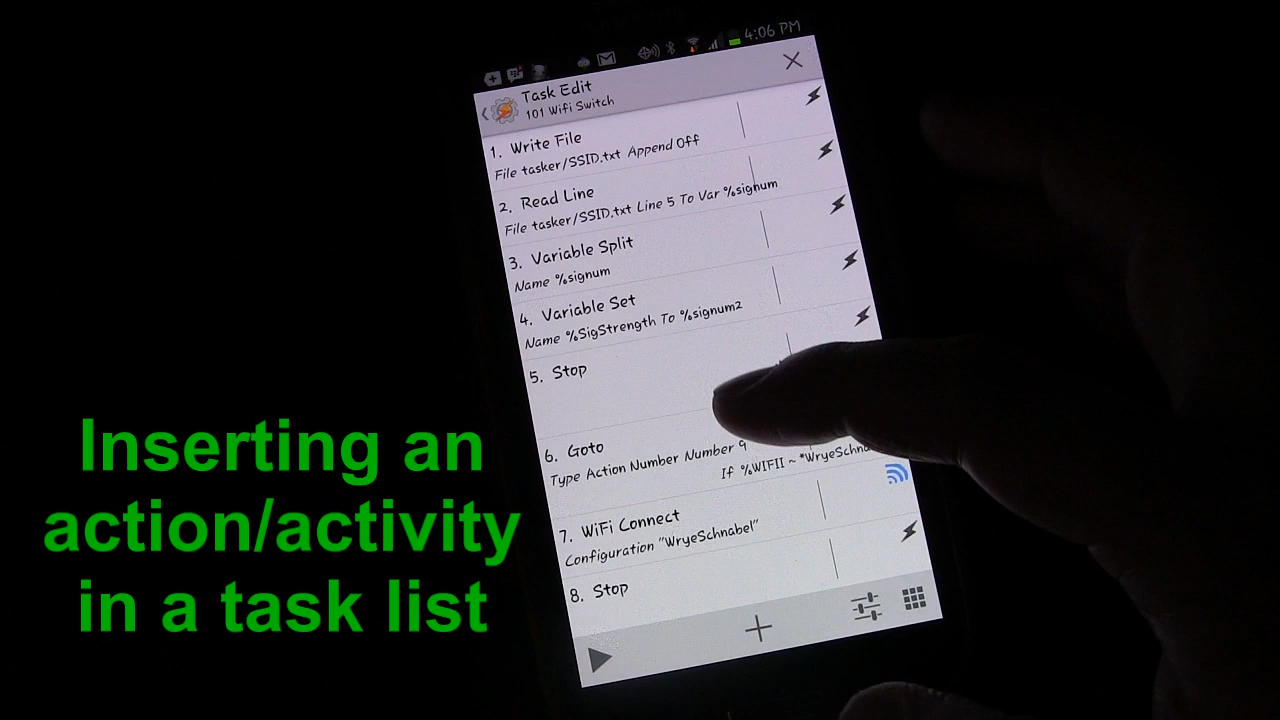 4:06 PM
Task Edit
101 Wifi Switch
1. Write File
File tasker/SSID.txt Append Off
2. Read Line
File tasker/SSID.txt Line 5 To Var %signum
3. Variable Split
Name %signum
4. Variable Set
Name %SigStrength To %signum2
5. Stop
6. Goto
Type Action Number Number 9
If %WIFII ~ *WryeSchna
7. WiFi Connect
Configuration "WryeSchnabel"
8. Stop
Inserting an
action/activity
in a task list